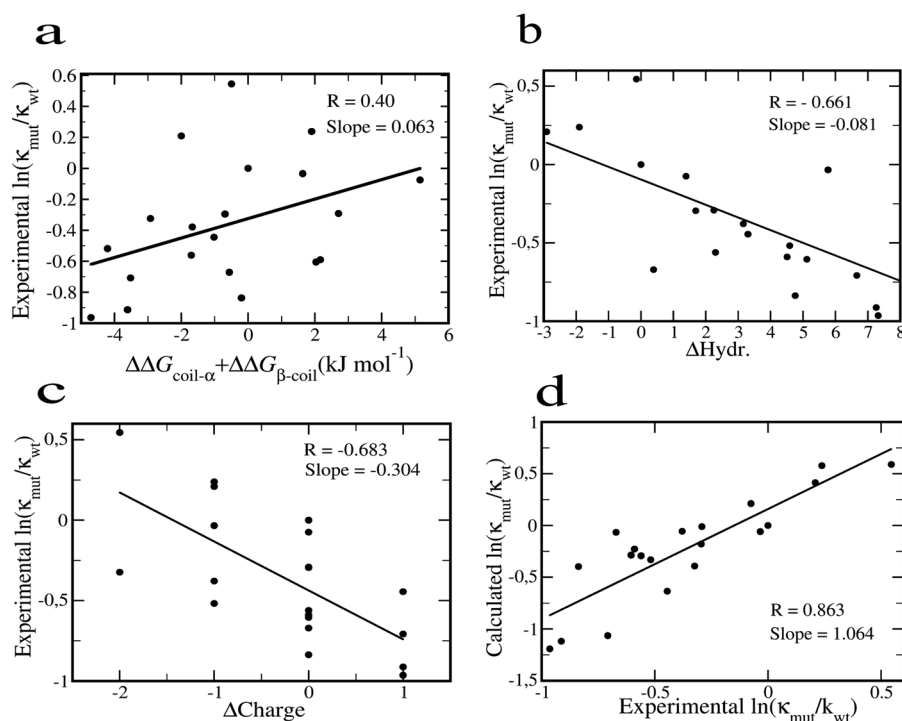 a
Experimental ln(κmut/κwt)
0.6
0.4
0.2
0
-0.2
-0.4
-0.6
-0.8
-1
R = 0.40
Slope = 0.063
-4 -2 0 2 4 6
ΔΔGcoil-α+ΔΔGβ-coil(kJ mol⁻¹)
b
Experimental ln(κmut/κwt)
0,5
0
-0.5
-1
R = - 0.661
Slope = -0.081
-3 -2 -1 0 1 2 3 4 5 6 7 8
ΔHydr.
c
Experimental ln(κmut/κwt)
0,5
0
-0.5
-1
R = -0.683
Slope = -0.304
-2 -1 0 1
ΔCharge
d
Calculated ln(κmut/κwt)
1
0.5
0
-0.5
-1
-1.5
R = 0.863
Slope = 1.064
-1 -0.5 0 0.5
Experimental ln(κmut/kwt)